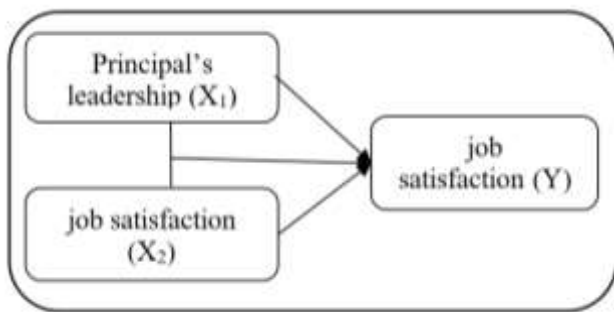 Principal's
leadership (X₁)
job
satisfaction (Y)
job satisfaction
(X₂)